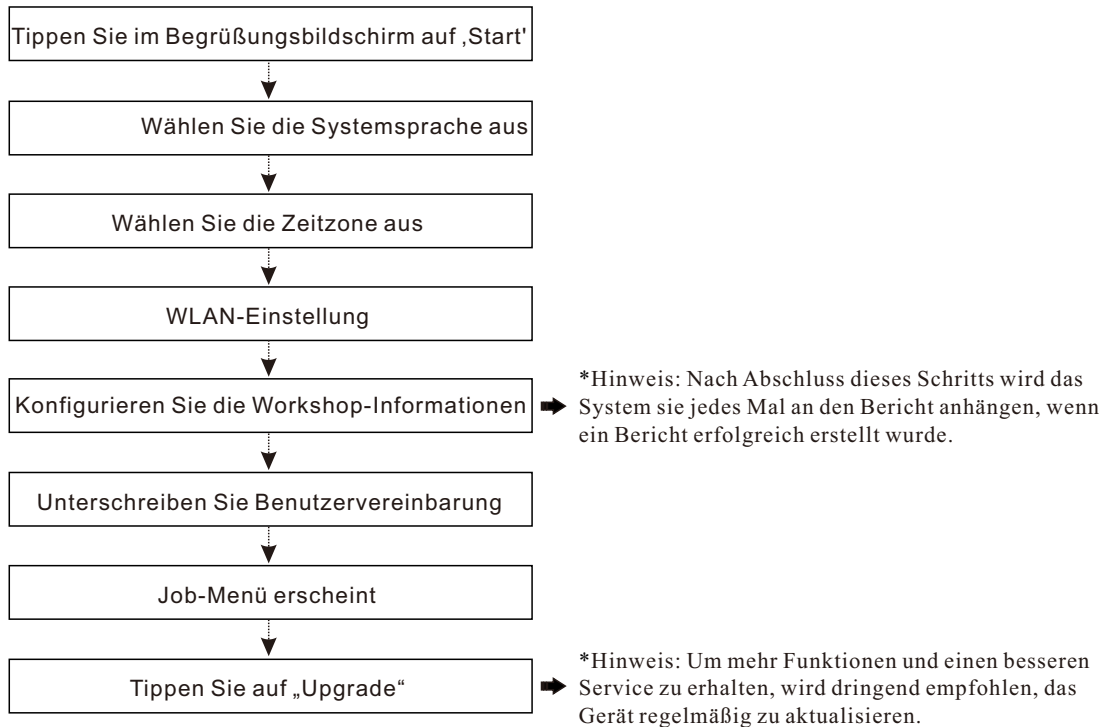 Tippen Sie im Begrüßungsbildschirm auf ‚Start'
Wählen Sie die Systemsprache aus
Wählen Sie die Zeitzone aus
WLAN-Einstellung
Konfigurieren Sie die Workshop-Informationen
*Hinweis: Nach Abschluss dieses Schritts wird das
System sie jedes Mal an den Bericht anhängen, wenn
ein Bericht erfolgreich erstellt wurde.
Unterschreiben Sie Benutzervereinbarung
Job-Menü erscheint
Tippen Sie auf „Upgrade“
*Hinweis: Um mehr Funktionen und einen besseren
Service zu erhalten, wird dringend empfohlen, das
Gerät regelmäßig zu aktualisieren.